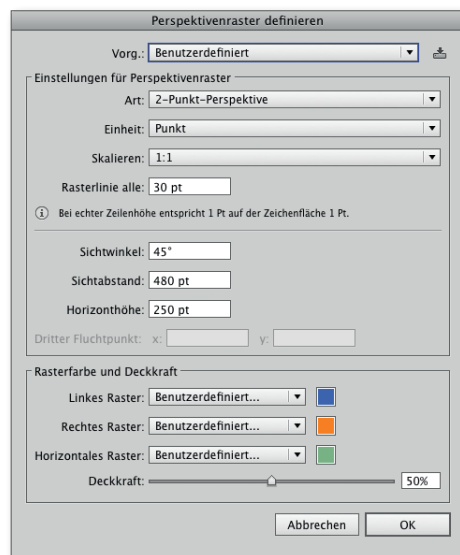 Perspektivenraster definieren
Vorg.: Benutzerdefiniert
Einstellungen für Perspektivenraster
Art: 2-Punkt-Perspektive
Einheit: Punkt
Skalieren: 1:1
Rasterlinie alle: 30 pt
Bei echter Zeilenhöhe entspricht 1 Pt auf der Zeichenfläche 1 Pt.
Sichtwinkel: 45°
Sichtabstand: 480 pt
Horizonthöhe: 250 pt
Dritter Fluchtpunkt: x: y:
Rasterfarbe und Deckkraft
Linkes Raster: Benutzerdefiniert...
Rechtes Raster: Benutzerdefiniert...
Horizontales Raster: Benutzerdefiniert...
Deckkraft: 50%
Abbrechen OK